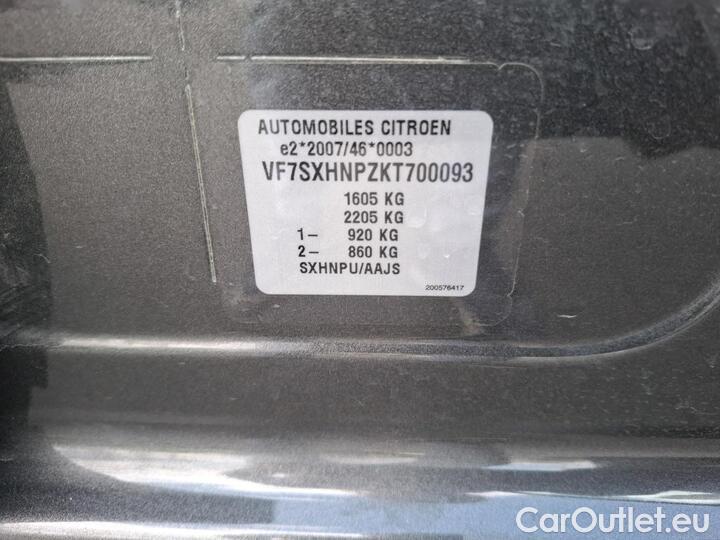 AUTOMOBILES CITROEN
e2*2007/46*0003
VF7SXHNPZKT700093
1605 KG
2205 KG
1- 920 KG
2- 860 KG
SXHNPU/AAJS
200576417
CarOutlet.eu